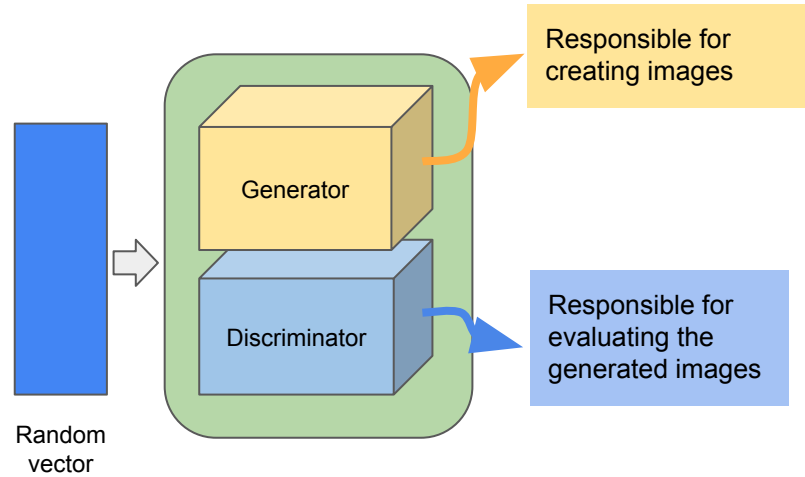 Responsible for
creating images
Generator
Discriminator
Responsible for
evaluating the
generated images
Random
vector